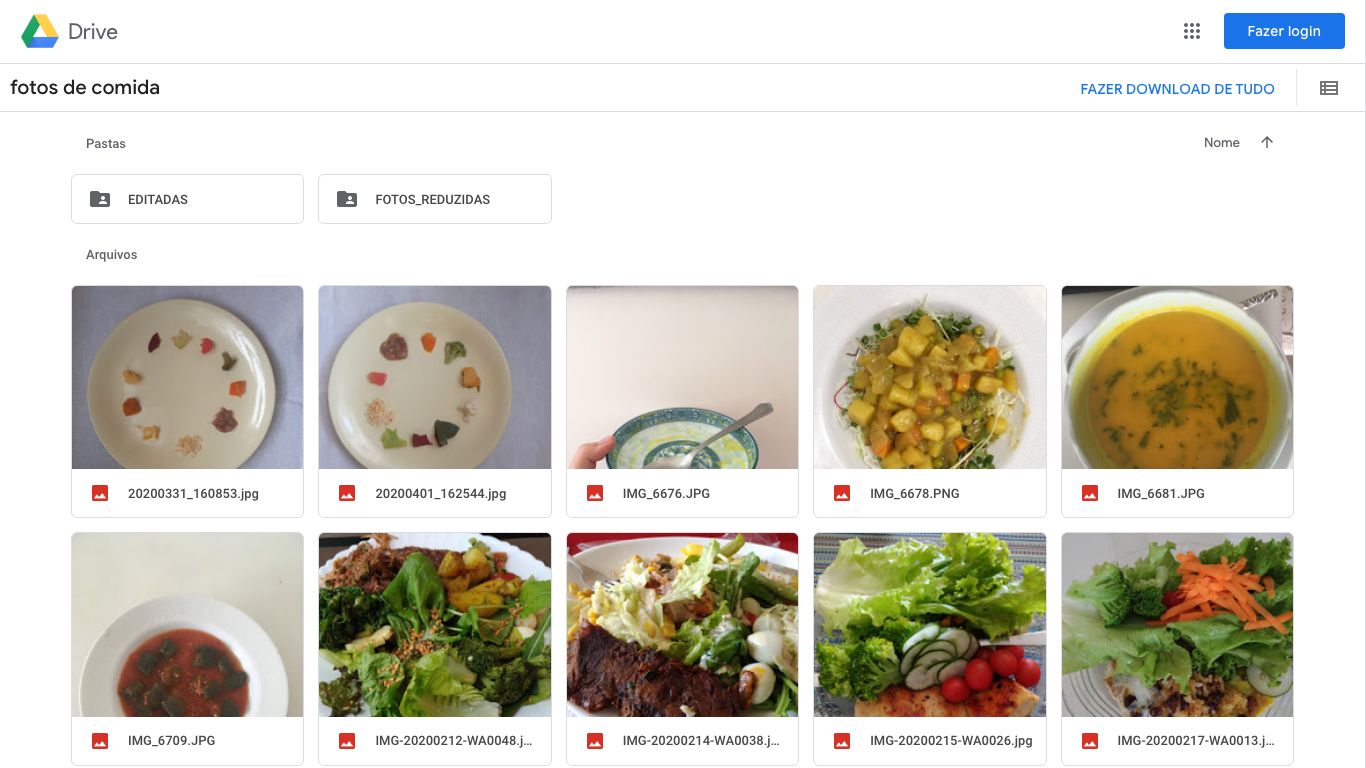 Drive
Fazer login
fotos de comida
FAZER DOWNLOAD DE TUDO
Pastas
Nome
EDITADAS
FOTOS_REDUZIDAS
Arquivos
20200331_160853.jpg
20200401_162544.jpg
IMG_6676.JPG
IMG_6678.PNG
IMG_6681.JPG
IMG_6709.JPG
IMG-20200212-WA0048.j...
IMG-20200214-WA0038.j...
IMG-20200215-WA0026.jpg
IMG-20200217-WA0013.j...